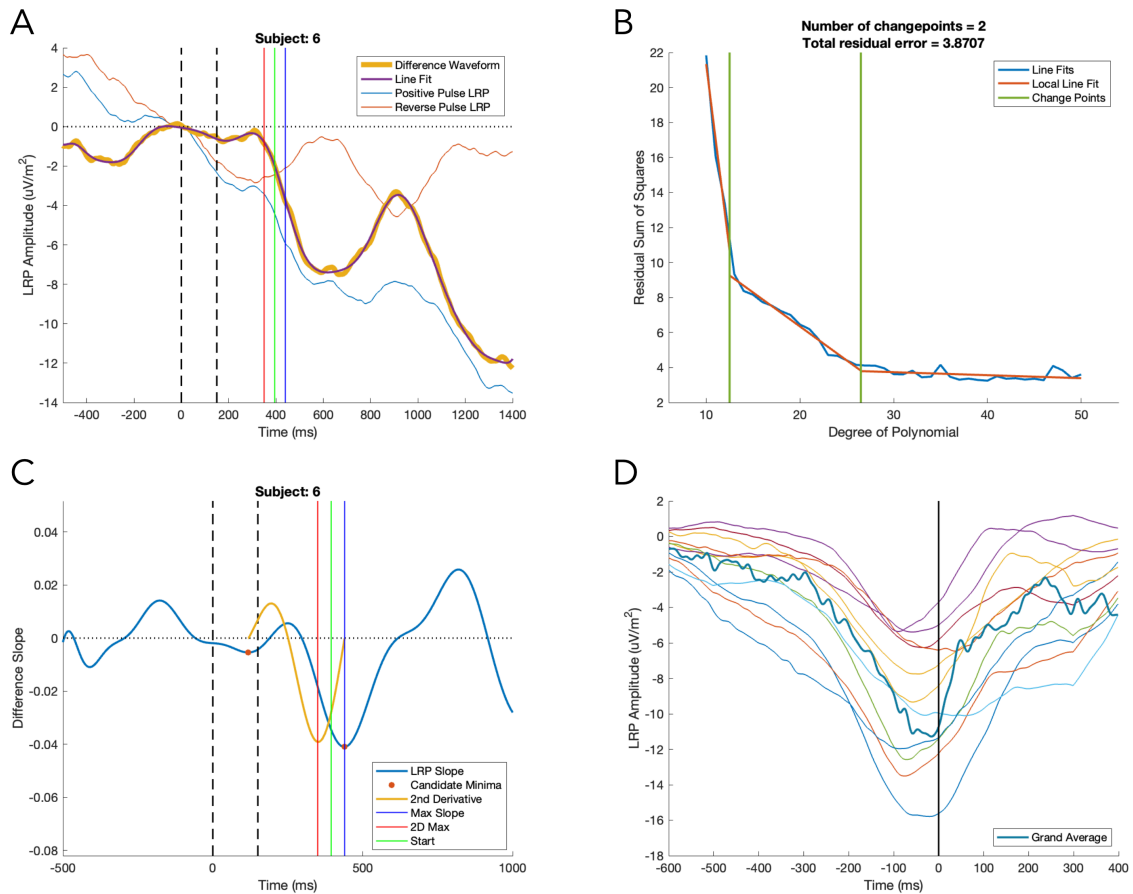 A
Subject: 6
4
2
0
-2
-4
-6
-8
-10
-12
-14
LRP Amplitude (uV/m²)
-400
-200
0
200
400
600
800
1000
1200
1400
Time (ms)
Difference Waveform
Line Fit
Positive Pulse LRP
Reverse Pulse LRP
B
Number of changepoints = 2
Total residual error = 3.8707
22
20
18
16
14
12
10
8
6
4
2
Residual Sum of Squares
10
20
30
40
50
Degree of Polynomial
Line Fits
Local Line Fit
Change Points
C
Subject: 6
0.04
0.02
0
-0.02
-0.04
-0.06
-0.08
Difference Slope
-500
0
500
1000
Time (ms)
LRP Slope
Candidate Minima
2nd Derivative
Max Slope
2D Max
Start
D
2
0
-2
-4
-6
-8
-10
-12
-14
-16
-18
LRP Amplitude (uV/m²)
-600
-500
-400
-300
-200
-100
0
100
200
300
400
Time (ms)
Grand Average